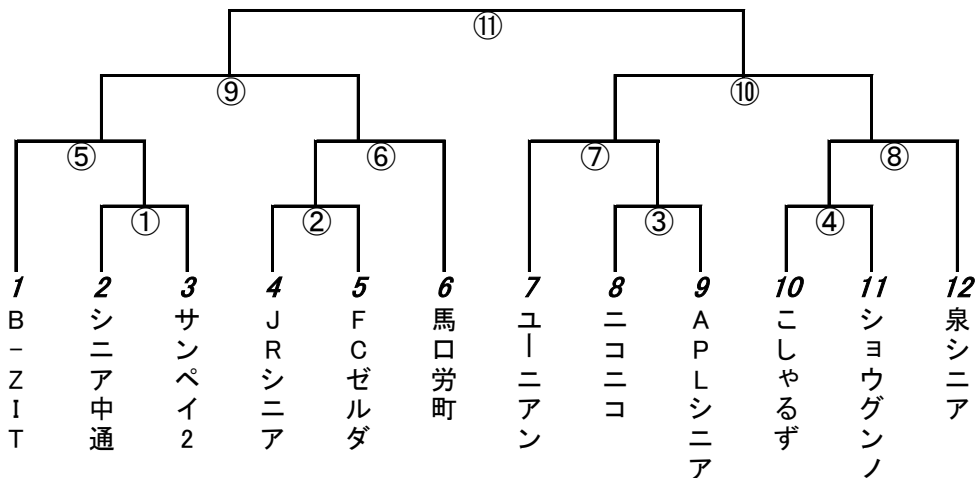 ⑪
⑨ ⑩
⑤ ⑥ ⑦ ⑧
① ② ③ ④
1 2 3 4 5 6 7 8 9 10 11 12
B-ZIT
シニア中通
サンペイ2
JRシニア
FCゼルダ
馬口労町
ユーニアン
ニコニコ
APLシニア
こしゃるず
ショウグンノ
泉シニア